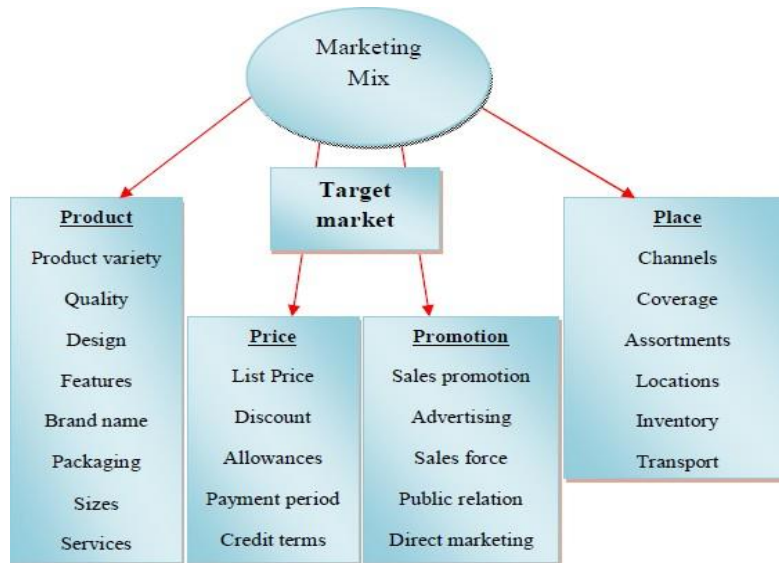 Marketing
Mix
Target
market
Product
Product variety
Quality
Design
Features
Brand name
Packaging
Sizes
Services
Price
List Price
Discount
Allowances
Payment period
Credit terms
Promotion
Sales promotion
Advertising
Sales force
Public relation
Direct marketing
Place
Channels
Coverage
Assortments
Locations
Inventory
Transport